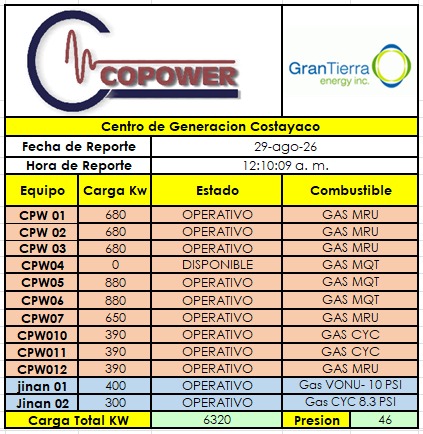 COPOWER
GranTierra
energy inc.
Centro de Generacion Costayaco
Fecha de Reporte 29-ago-26
Hora de Reporte 12:10:09 a. m.
Equipo Carga Kw Estado Combustible
CPW 01 680 OPERATIVO GAS MRU
CPW 02 680 OPERATIVO GAS MRU
CPW 03 680 OPERATIVO GAS MRU
CPW04 0 DISPONIBLE GAS MQT
CPW05 880 OPERATIVO GAS MQT
CPW06 880 OPERATIVO GAS MQT
CPW07 650 OPERATIVO GAS MRU
CPW010 390 OPERATIVO GAS CYC
CPW011 390 OPERATIVO GAS CYC
CPW012 390 OPERATIVO GAS MRU
jinan 01 400 OPERATIVO Gas VONU- 10 PSI
Jinan 02 300 OPERATIVO Gas CYC 8.3 PSI
Carga Total KW 6320 Presion 46